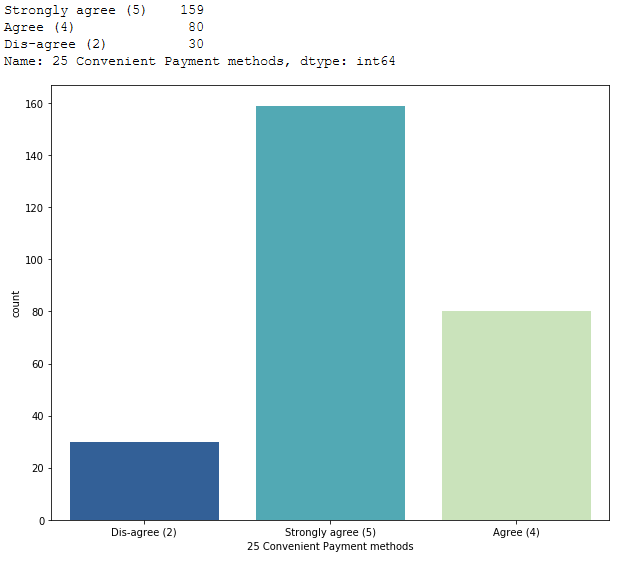 Strongly agree (5)    159
Agree (4)              80
Dis-agree (2)          30
Name: 25 Convenient Payment methods, dtype: int64
160
140
120
100
80
60
40
20
0
count
Dis-agree (2) Strongly agree (5) Agree (4)
25 Convenient Payment methods